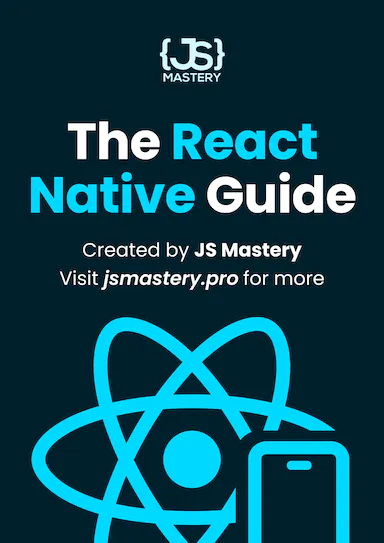 {JS}
MASTERY
The React
Native Guide
Created by JS Mastery
Visit jsmastery.pro for more